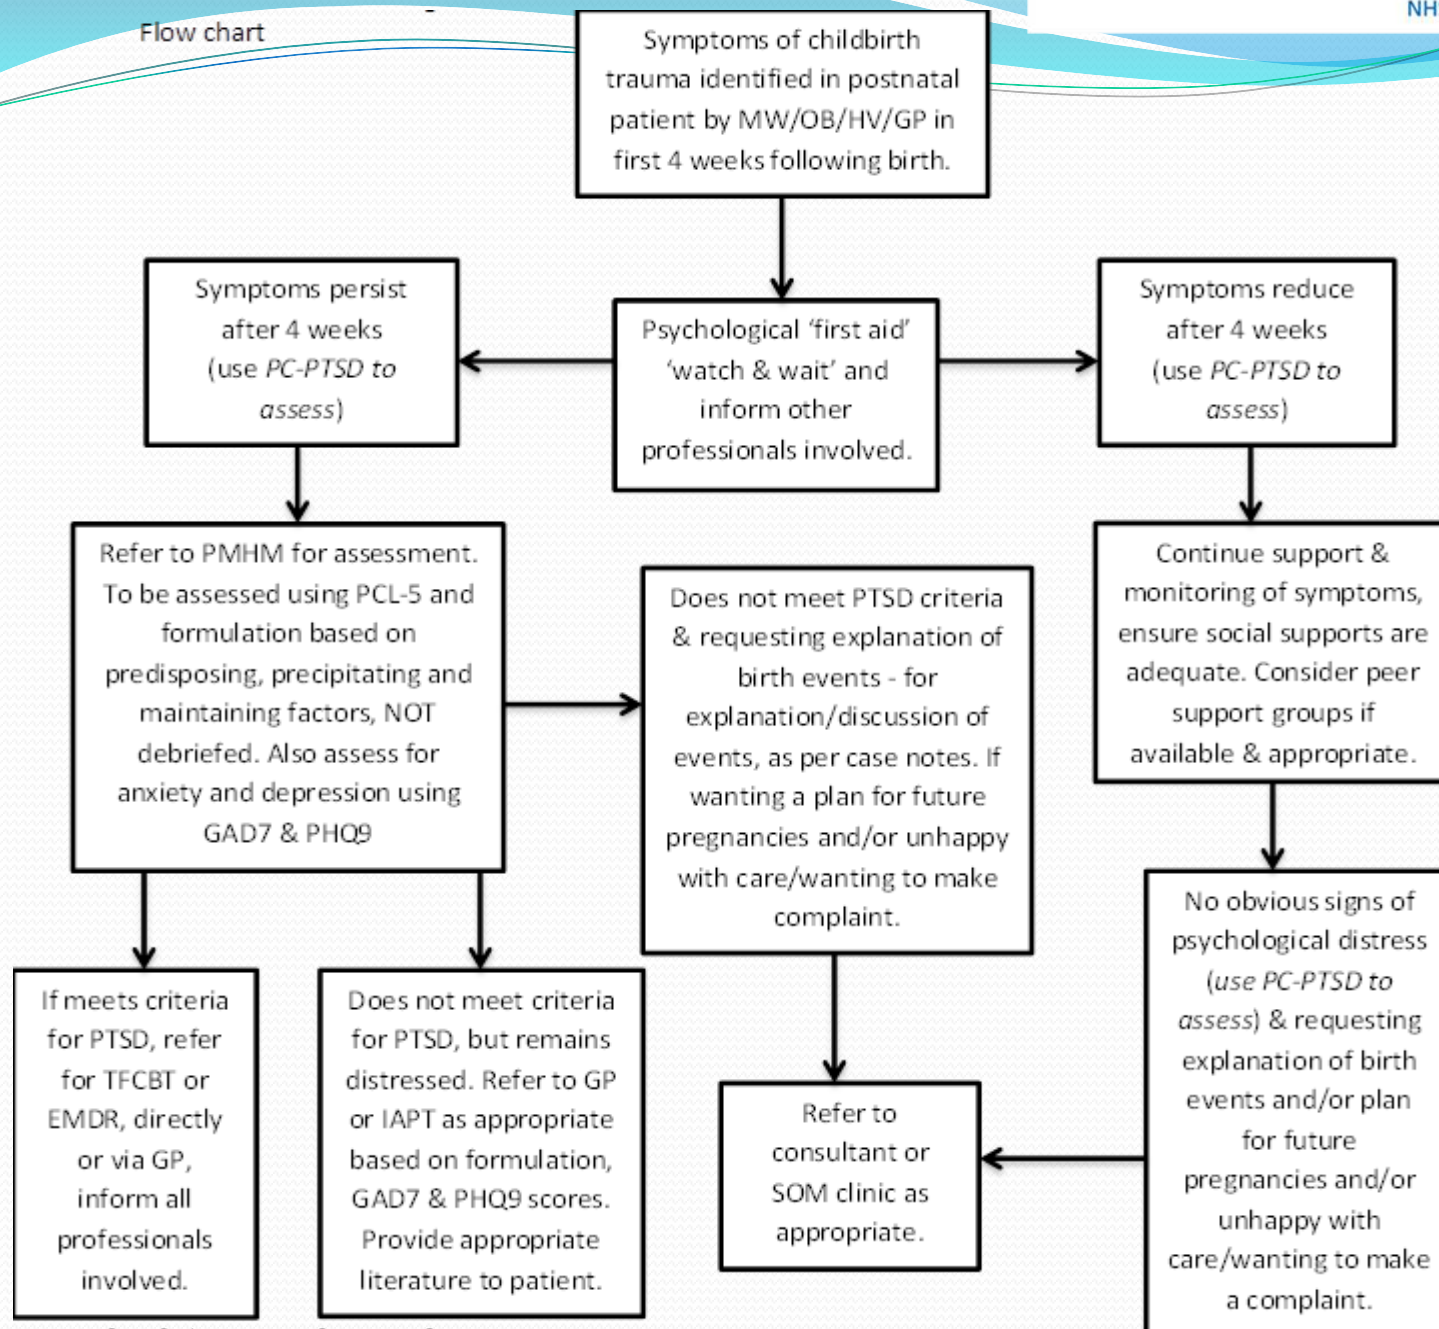 NH
Flow chart
Symptoms of childbirth
trauma identified in postnatal
patient by MW/OB/HV/GP in
first 4 weeks following birth.
Symptoms persist
after 4 weeks
(use PC-PTSD to
assess)
Psychological ‘first aid’
‘watch & wait’ and
inform other
professionals involved.
Symptoms reduce
after 4 weeks
(use PC-PTSD to
assess)
Refer to PMHM for assessment.
To be assessed using PCL-5 and
formulation based on
predisposing, precipitating and
maintaining factors, NOT
debriefed. Also assess for
anxiety and depression using
GAD7 & PHQ9
Does not meet PTSD criteria
& requesting explanation of
birth events - for
explanation/discussion of
events, as per case notes. If
wanting a plan for future
pregnancies and/or unhappy
with care/wanting to make
complaint.
Continue support &
monitoring of symptoms,
ensure social supports are
adequate. Consider peer
support groups if
available & appropriate.
If meets criteria
for PTSD, refer
for TFCBT or
EMDR, directly
or via GP,
inform all
professionals
involved.
Does not meet criteria
for PTSD, but remains
distressed. Refer to GP
or IAPT as appropriate
based on formulation,
GAD7 & PHQ9 scores.
Provide appropriate
literature to patient.
Refer to
consultant or
SOM clinic as
appropriate.
No obvious signs of
psychological distress
(use PC-PTSD to
assess) & requesting
explanation of birth
events and/or plan
for future
pregnancies and/or
unhappy with
care/wanting to make
a complaint.